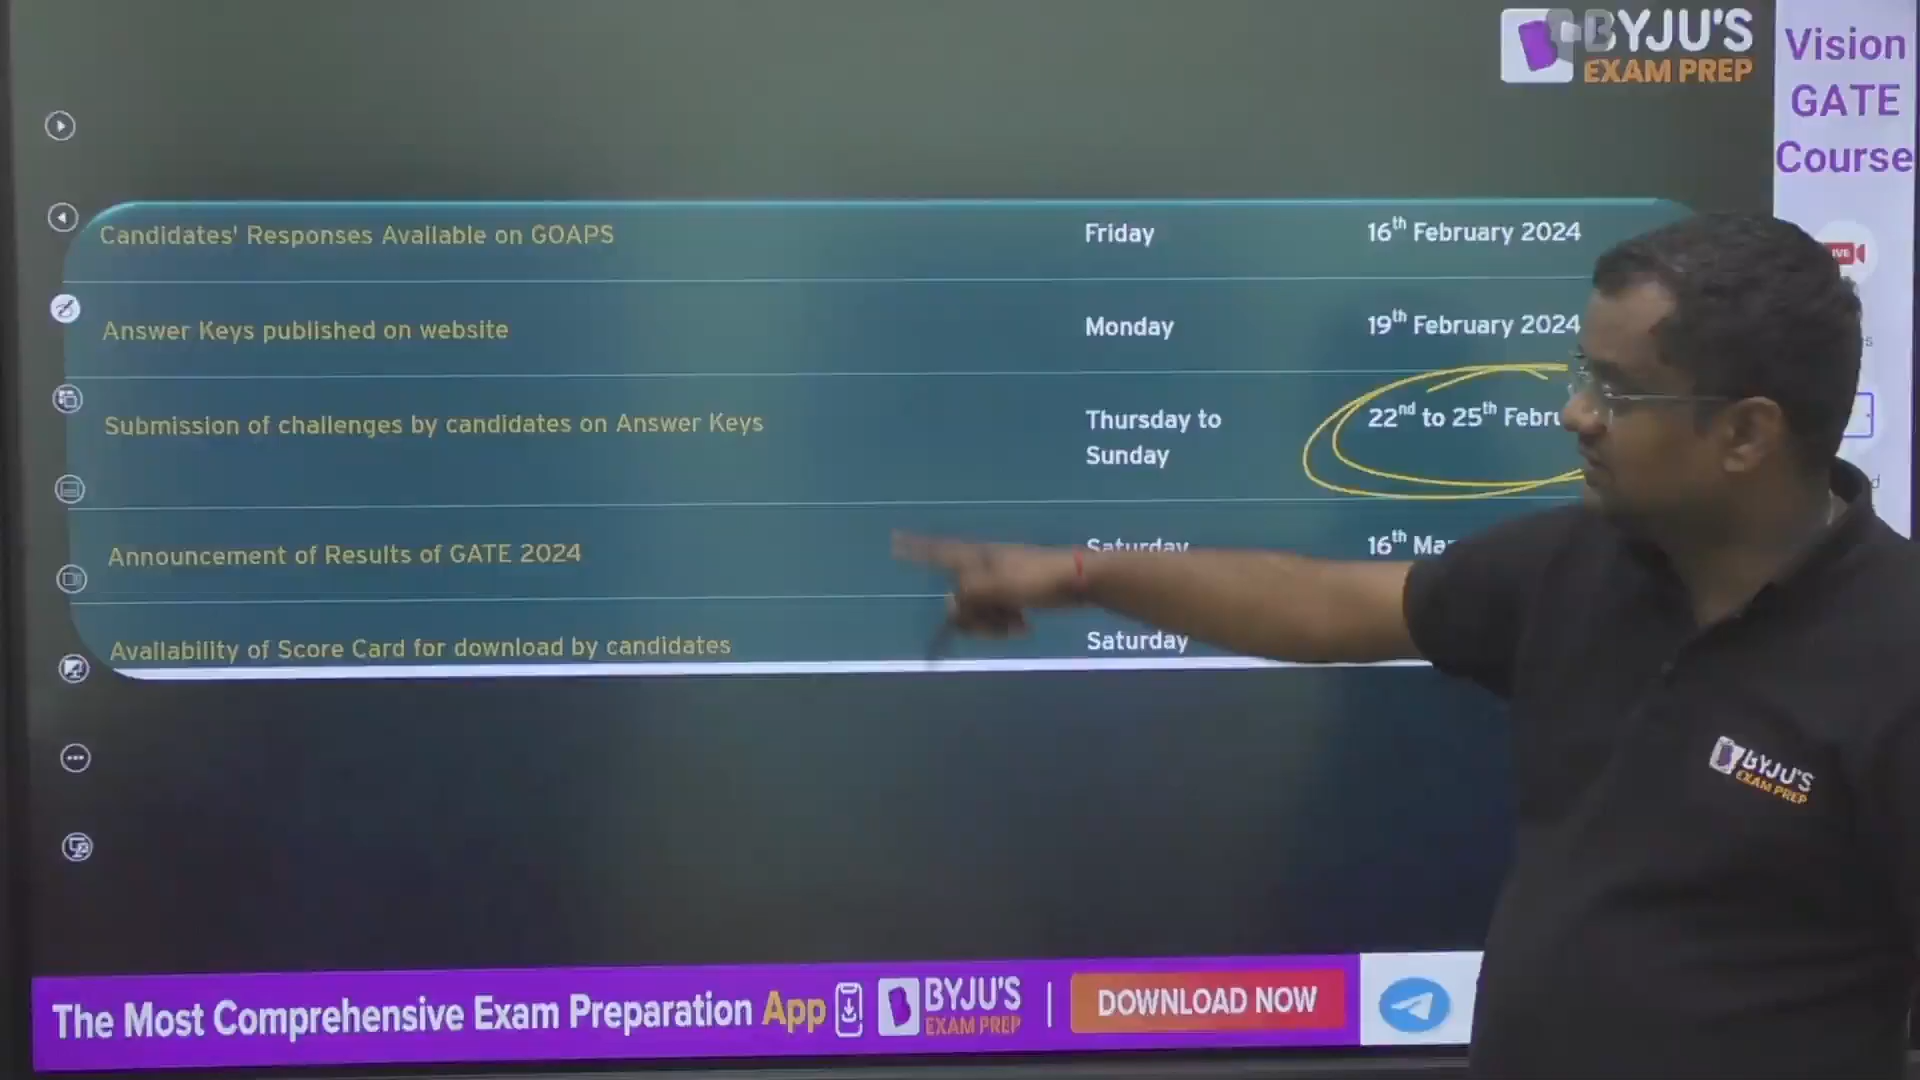 BYJU'S
EXAM PREP
Vision
GATE
Course
Candidates' Responses Available on GOAPS Friday 16th February 2024
Answer Keys published on website Monday 19th February 2024
Submission of challenges by candidates on Answer Keys Thursday to 22nd to 25th
Sunday
Announcement of Results of GATE 2024 Saturday 16th
Availability of Score Card for download by candidates Saturday
BYJU'S
EXAM PREP
The Most Comprehensive Exam Preparation App BYJU'S EXAM PREP | DOWNLOAD NOW